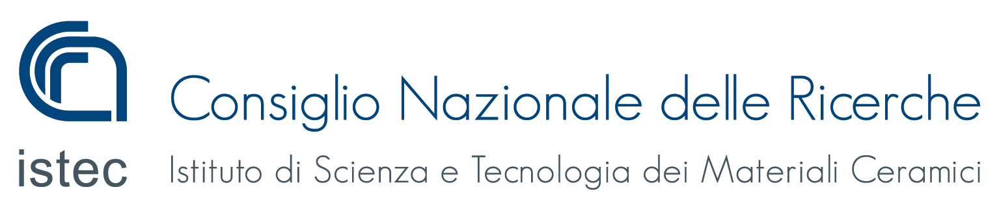 Consiglio Nazionale delle Ricerche
istec
Istituto di Scienza e Tecnologia dei Materiali Ceramici